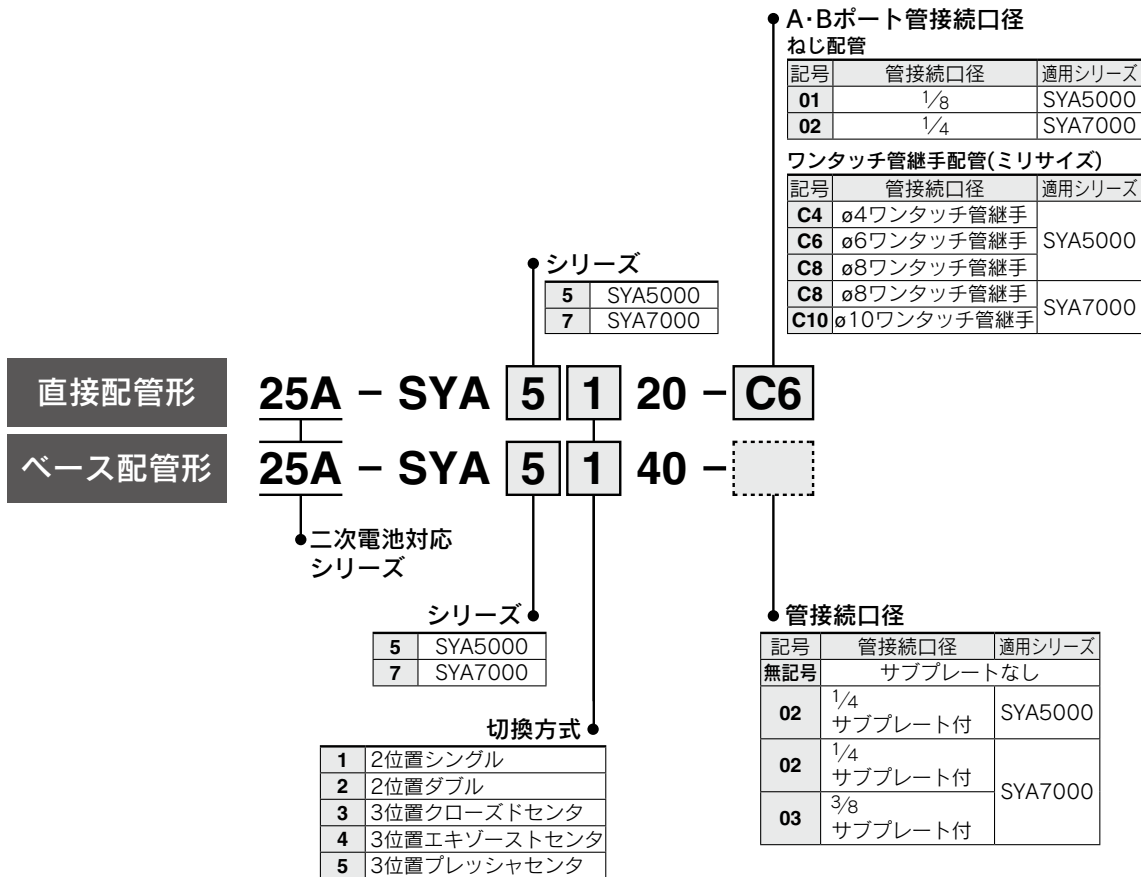 A·Bポート管接続口径
ねじ配管
記号 管接続口径 適用シリーズ
01 1/8 SYA5000
02 1/4 SYA7000
ワンタッチ管継手配管(ミリサイズ)
記号 管接続口径 適用シリーズ
C4 ø4ワンタッチ管継手
C6 ø6ワンタッチ管継手 SYA5000
C8 ø8ワンタッチ管継手
C8 ø8ワンタッチ管継手 SYA7000
C10 ø10ワンタッチ管継手
シリーズ
5 SYA5000
7 SYA7000
直接配管形 25A − SYA 5 1 20 − C6
ベース配管形 25A − SYA 5 1 40 −
二次電池対応
シリーズ
シリーズ
5 SYA5000
7 SYA7000
切換方式
1 2位置シングル
2 2位置ダブル
3 3位置クローズドセンタ
4 3位置エキゾーストセンタ
5 3位置プレッシャセンタ
管接続口径
記号 管接続口径 適用シリーズ
無記号 サブプレートなし
02 1/4
サブプレート付 SYA5000
02 1/4
サブプレート付 SYA7000
03 3/8
サブプレート付